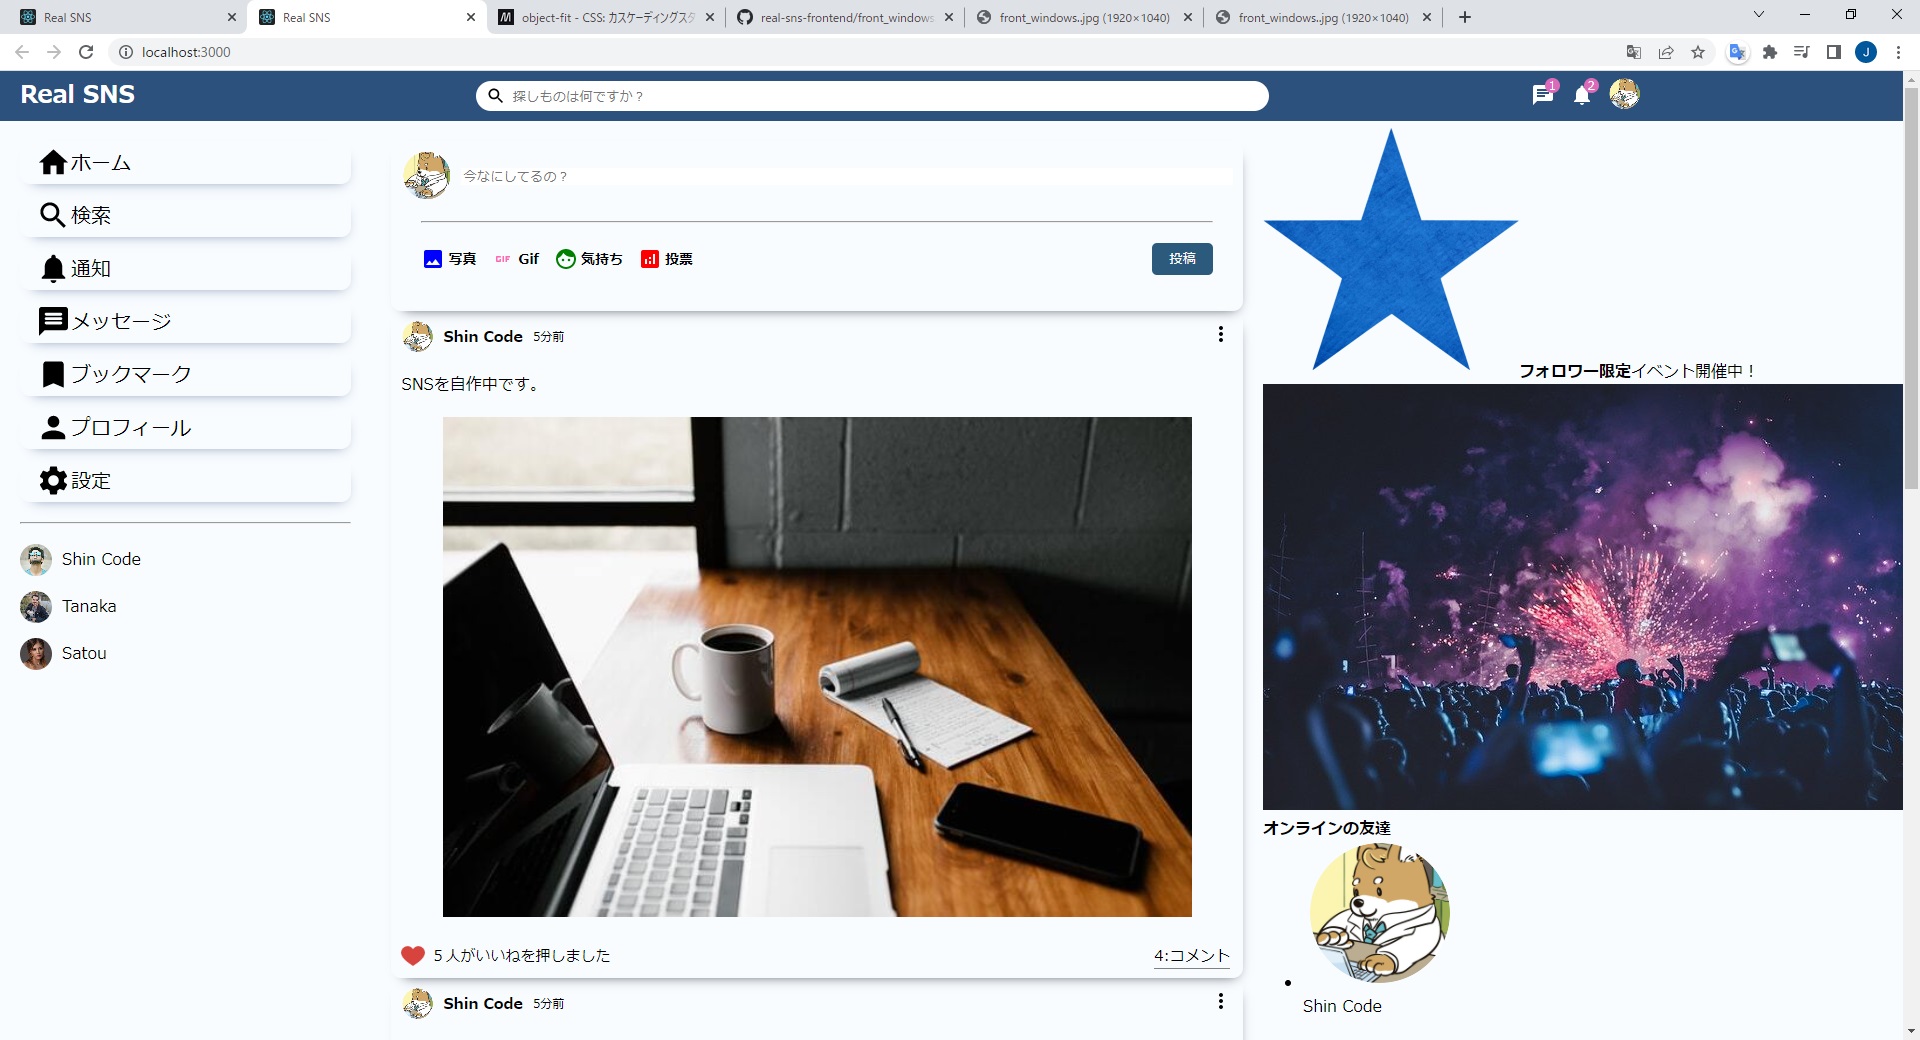 Real SNS
Real SNS
object-fit - CSS: カスケーディングスタ
real-sns-frontend/front_windows
front_windows..jpg (1920×1040)
front_windows..jpg (1920×1040)
localhost:3000
J
Real SNS
探しものは何ですか？
1
2
ホーム
検索
通知
メッセージ
ブックマーク
プロフィール
設定
Shin Code
Tanaka
Satou
今なにしてるの？
写真
GIF
Gif
気持ち
投票
投稿
Shin Code 5分前
SNSを自作中です。
5人がいいねを押しました
4:コメント
Shin Code 5分前
フォロワー限定イベント開催中！
オンラインの友達
Shin Code